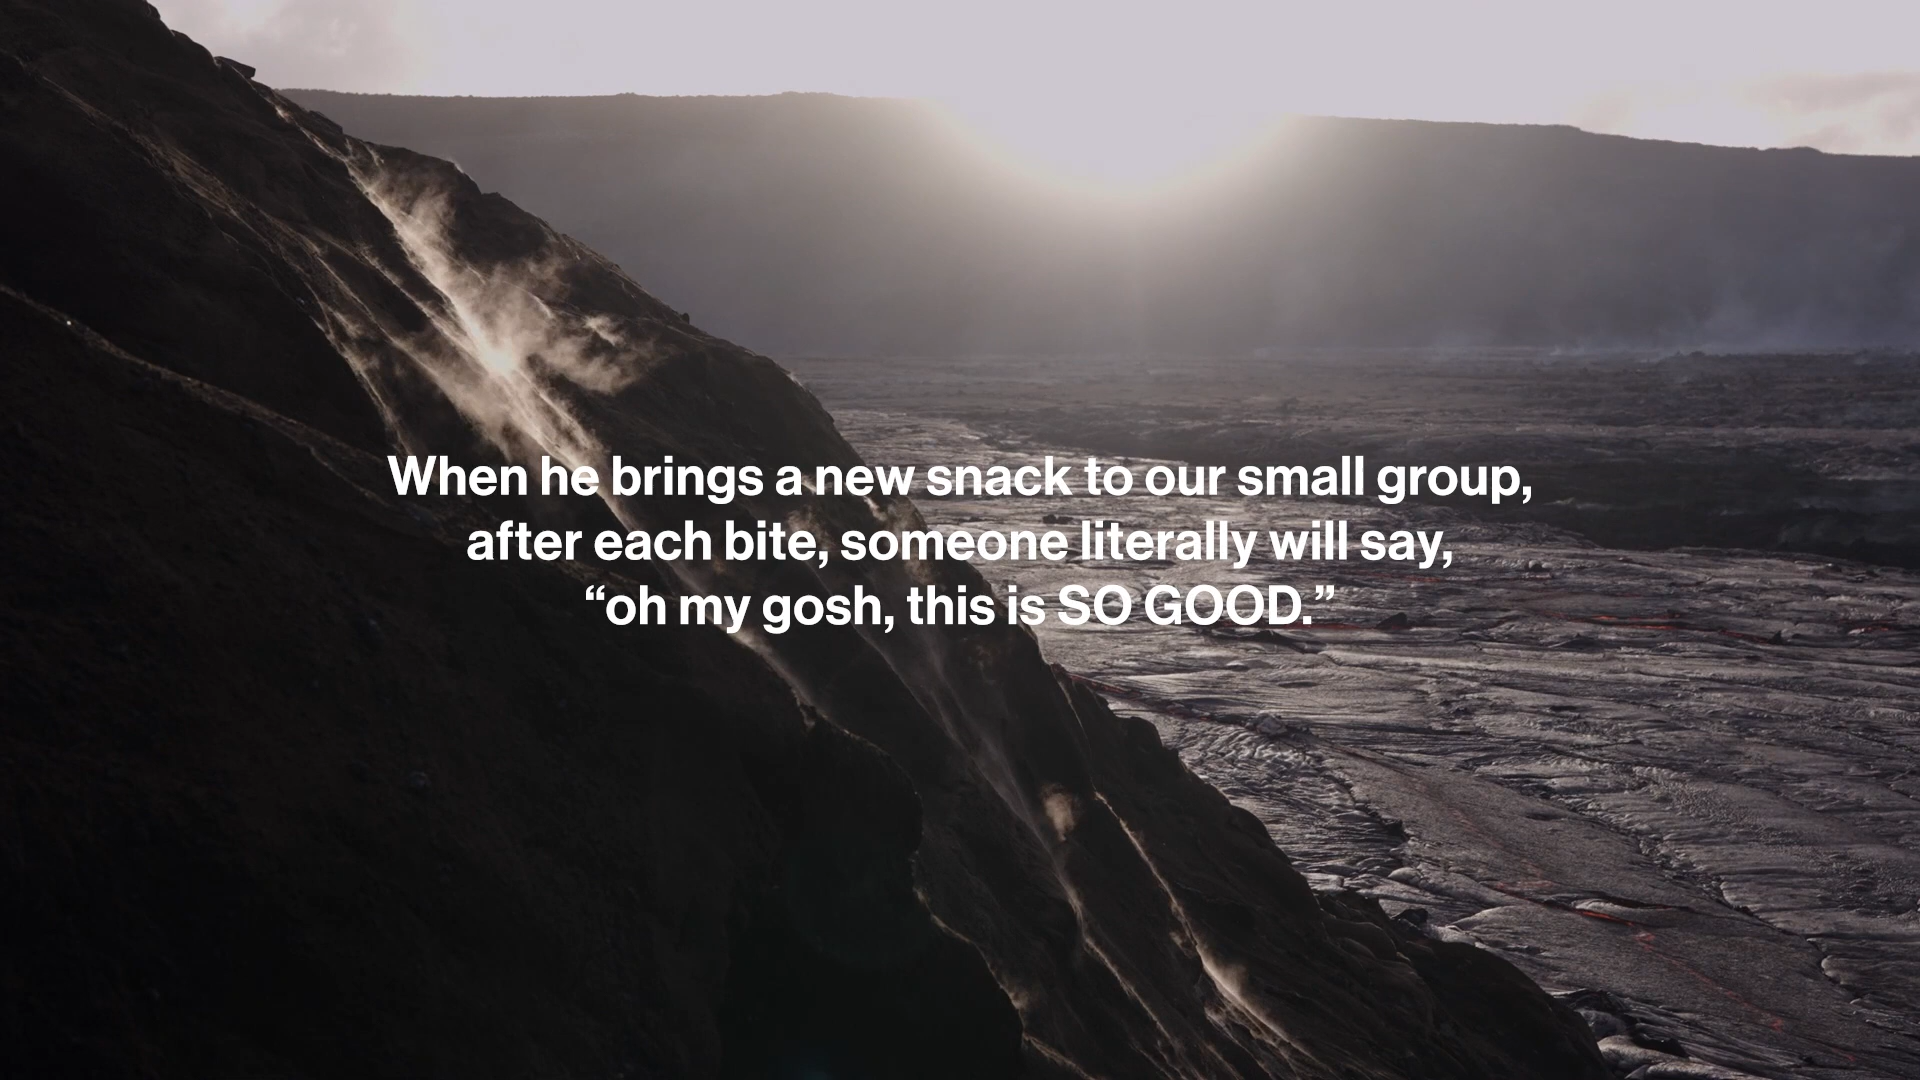 When he brings a new snack to our small group,
after each bite, someone literally will say,
“oh my gosh, this is SO GOOD.”